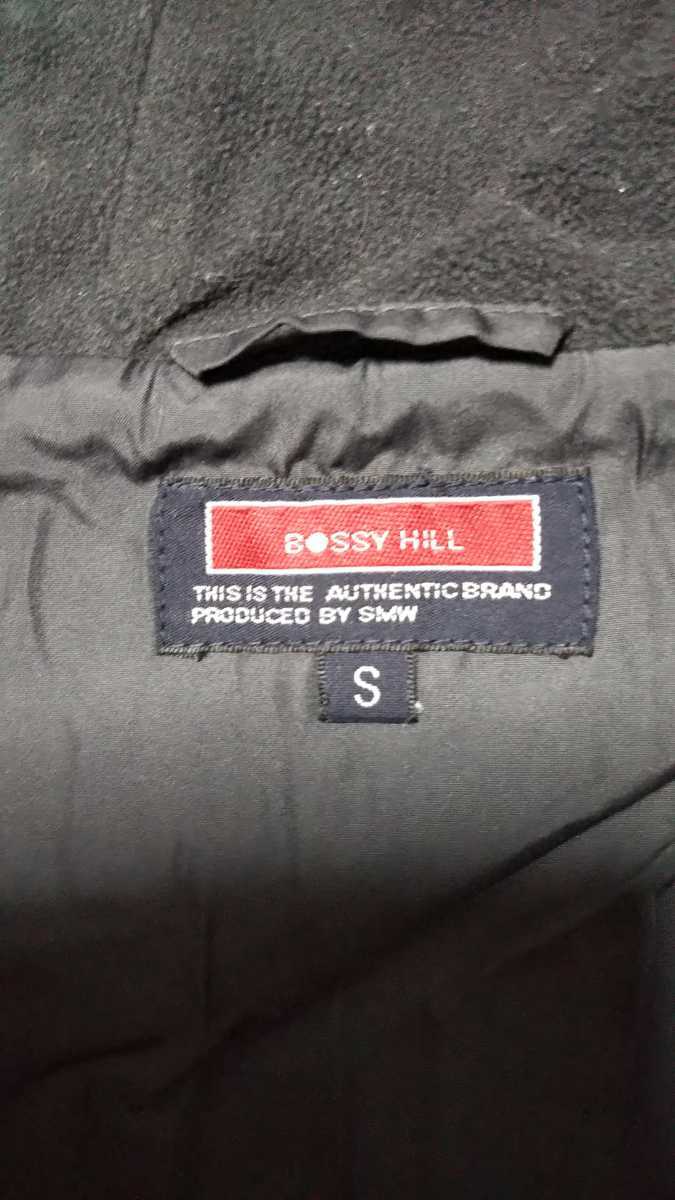 BOSSY HILL
THIS IS THE AUTHENTIC BRAND
PRODUCED BY SMW
S